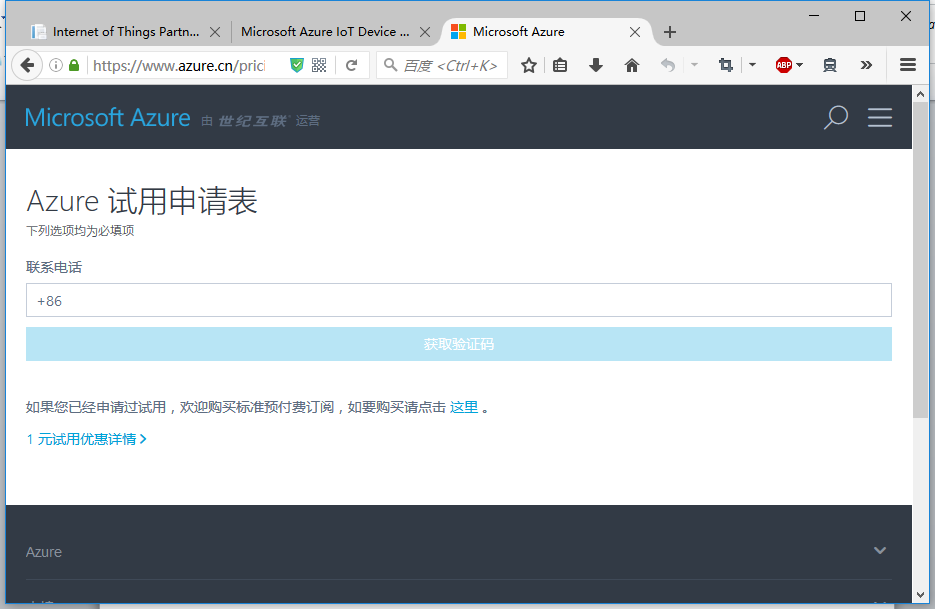 Internet of Things Partn...
Microsoft Azure IoT Device ...
Microsoft Azure
https://www.azure.cn/prici
百度 <Ctrl+K>
ABP
Microsoft Azure 由 世纪互联 运营
Azure 试用申请表
下列选项均为必填项
联系电话
+86
获取验证码
如果您已经申请过试用，欢迎购买标准预付费订阅，如要购买请点击 这里 。
1 元试用优惠详情
Azure